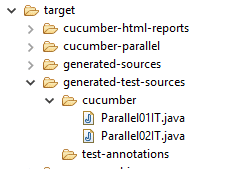 target
cucumber-html-reports
cucumber-parallel
generated-sources
generated-test-sources
cucumber
Parallel01IT.java
Parallel02IT.java
test-annotations